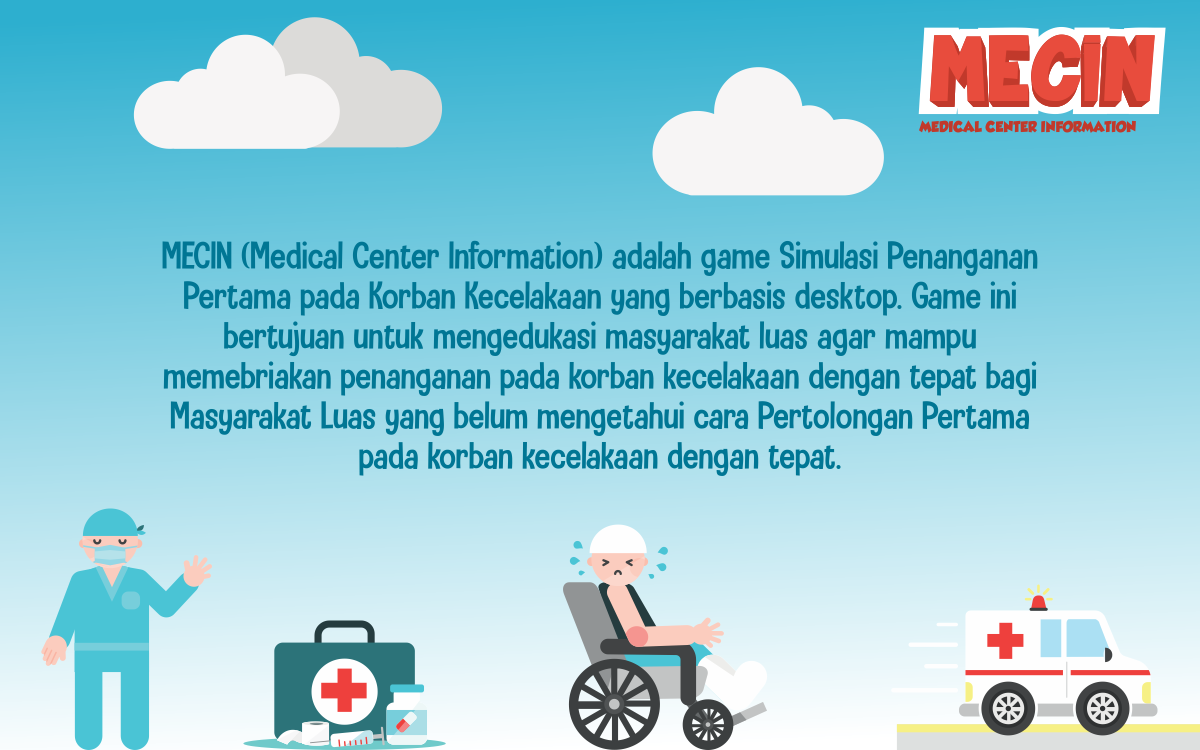 MECIN
MEDICAL CENTER INFORMATION
MECIN (Medical Center Information) adalah game Simulasi Penanganan
Pertama pada Korban Kecelakaan yang berbasis desktop. Game ini
bertujuan untuk mengedukasi masyarakat luas agar mampu
memebriakan penanganan pada korban kecelakaan dengan tepat bagi
Masyarakat Luas yang belum mengetahui cara Pertolongan Pertama
pada korban kecelakaan dengan tepat.